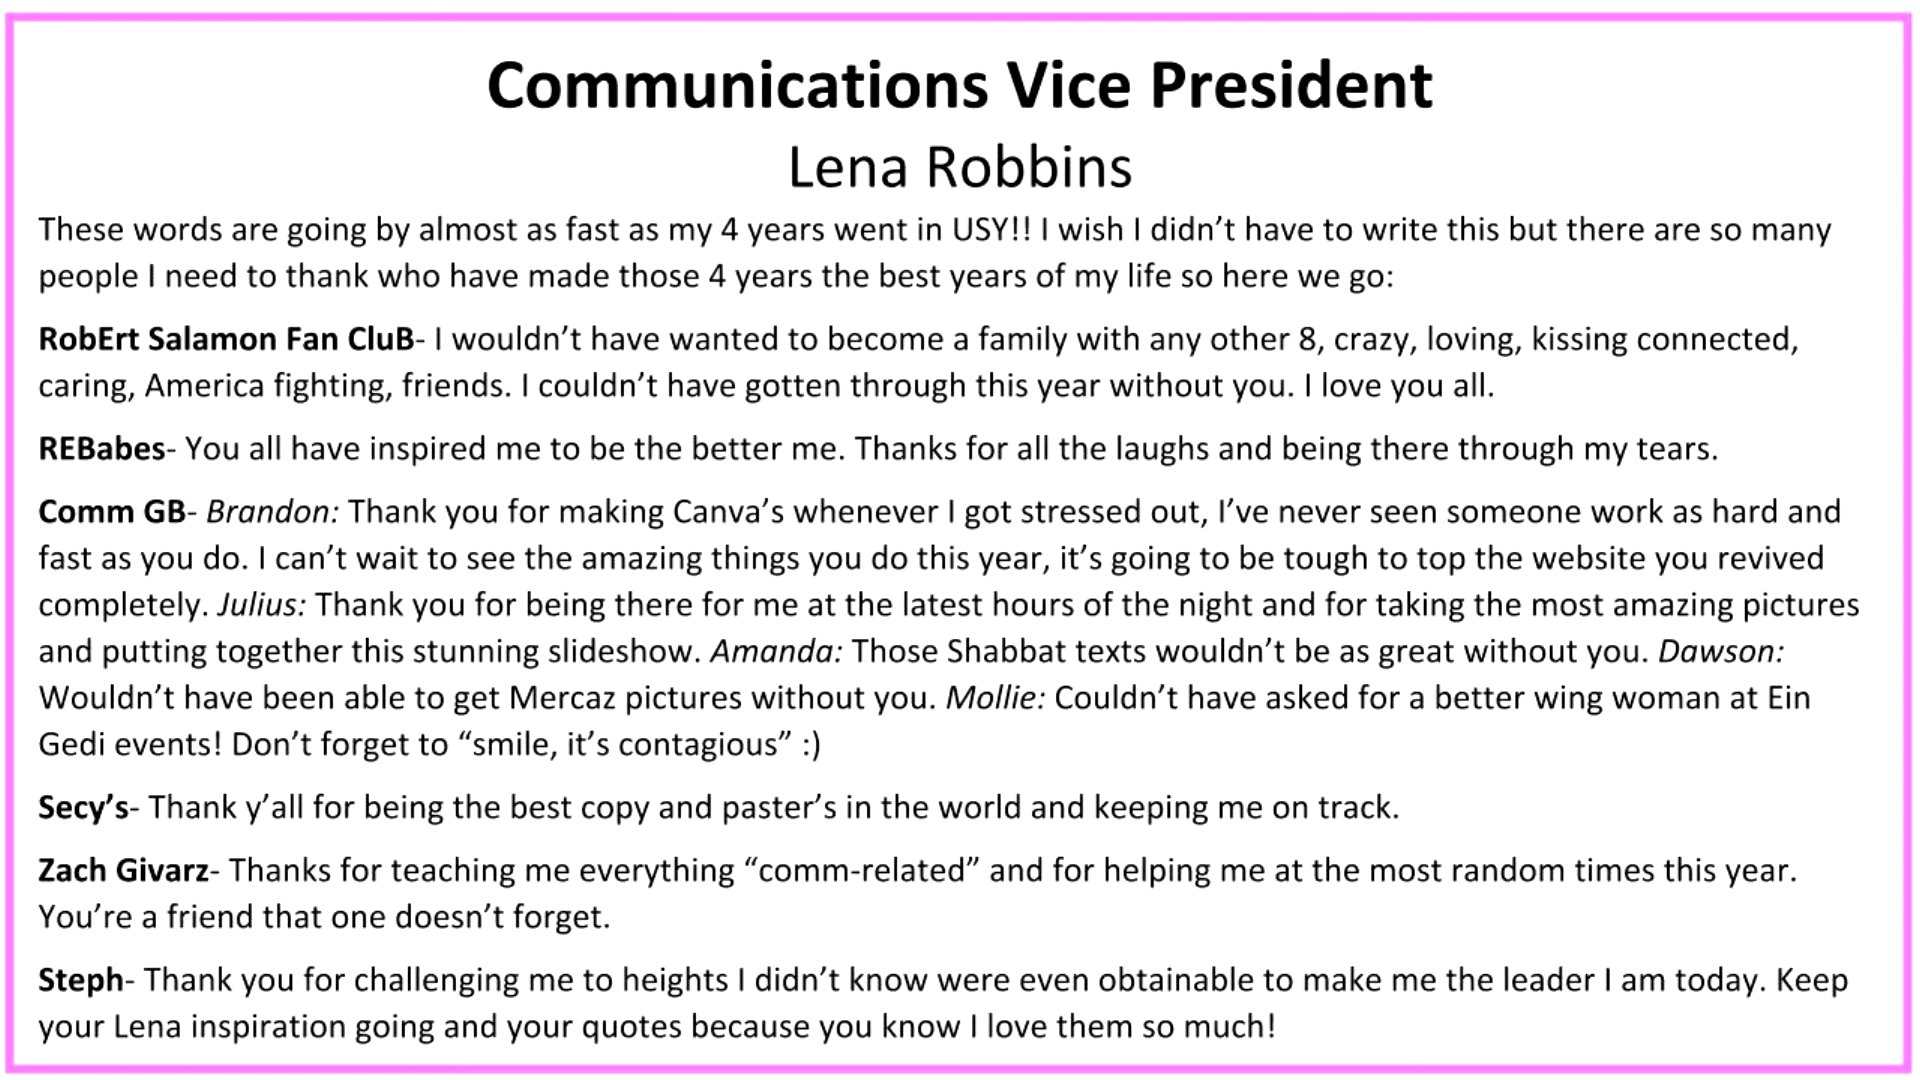 Communications Vice President
Lena Robbins
These words are going by almost as fast as my 4 years went in USY!! I wish I didn’t have to write this but there are so many
people I need to thank who have made those 4 years the best years of my life so here we go:
RobErt Salamon Fan CluB- I wouldn’t have wanted to become a family with any other 8, crazy, loving, kissing connected,
caring, America fighting, friends. I couldn’t have gotten through this year without you. I love you all.
REBabes- You all have inspired me to be the better me. Thanks for all the laughs and being there through my tears.
Comm GB- Brandon: Thank you for making Canva’s whenever I got stressed out, I’ve never seen someone work as hard and
fast as you do. I can’t wait to see the amazing things you do this year, it’s going to be tough to top the website you revived
completely. Julius: Thank you for being there for me at the latest hours of the night and for taking the most amazing pictures
and putting together this stunning slideshow. Amanda: Those Shabbat texts wouldn’t be as great without you. Dawson:
Wouldn’t have been able to get Mercaz pictures without you. Mollie: Couldn’t have asked for a better wing woman at Ein
Gedi events! Don’t forget to “smile, it’s contagious” :)
Secy’s- Thank y’all for being the best copy and paster’s in the world and keeping me on track.
Zach Givarz- Thanks for teaching me everything “comm-related” and for helping me at the most random times this year.
You’re a friend that one doesn’t forget.
Steph- Thank you for challenging me to heights I didn’t know were even obtainable to make me the leader I am today. Keep
your Lena inspiration going and your quotes because you know I love them so much!